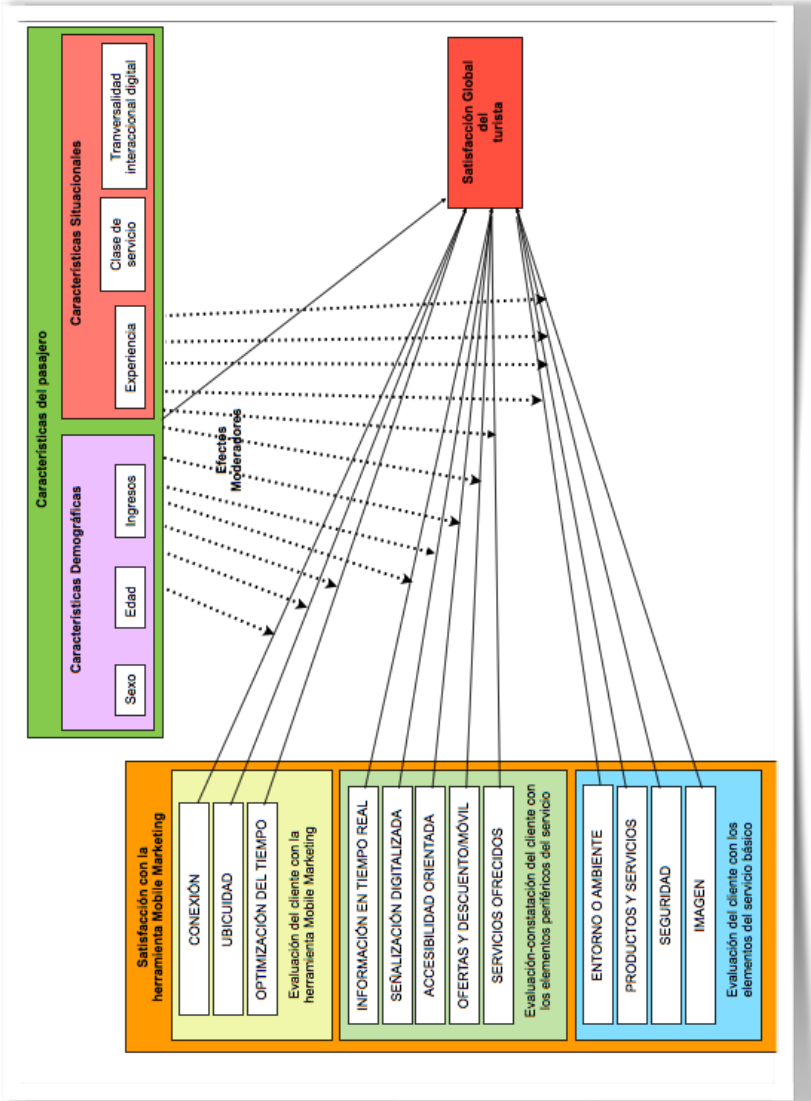 Características del pasajero
Características Demográficas
Sexo
Edad
Ingresos
Características Situacionales
Experiencia
Clase de
servicio
Tranversalidad
interaccional digital
Efectos
Moderadores
Satisfacción Global
del
turista
Satisfacción con la
herramienta Mobile Marketing
CONEXIÓN
UBICUIDAD
OPTIMIZACIÓN DEL TIEMPO
Evaluación del cliente con la
herramienta Mobile Marketing
INFORMACIÓN EN TIEMPO REAL
SEÑALIZACIÓN DIGITALIZADA
ACCESIBILIDAD ORIENTADA
OFERTAS Y DESCUENTO/MÓVIL
SERVICIOS OFRECIDOS
Evaluación-constatación del cliente con
los elementos periféricos del servicio
ENTORNO O AMBIENTE
PRODUCTOS Y SERVICIOS
SEGURIDAD
IMAGEN
Evaluación del cliente con los
elementos del servicio básico